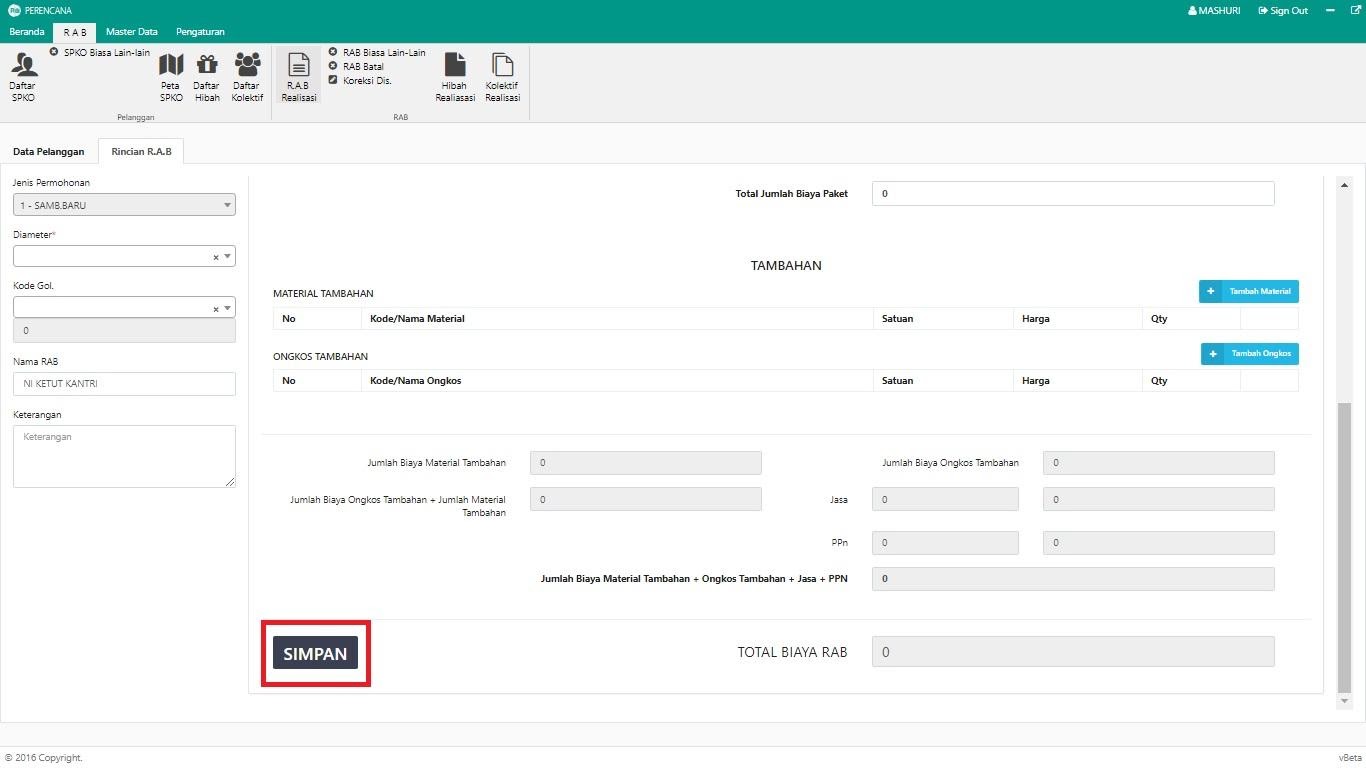 Rab PERENCANA
MASHURI Sign Out
Beranda R A B Master Data Pengaturan
Daftar SPKO
SPKO Biasa Lain-lain
Peta SPKO
Daftar Hibah
Daftar Kolektif
Pelanggan
R.A.B Realisasi
RAB Biasa Lain-Lain
RAB Batal
Koreksi Dis.
Hibah Realiasasi
Kolektif Realisasi
RAB
Data Pelanggan Rincian R.A.B
Jenis Permohonan
1 - SAMB.BARU
Diameter*
×
Kode Gol.
×
0
Nama RAB
NI KETUT KANTRI
Keterangan
Keterangan
Total Jumlah Biaya Paket 0
TAMBAHAN
MATERIAL TAMBAHAN + Tambah Material
No Kode/Nama Material Satuan Harga Qty
ONGKOS TAMBAHAN + Tambah Ongkos
No Kode/Nama Ongkos Satuan Harga Qty
Jumlah Biaya Material Tambahan 0 Jumlah Biaya Ongkos Tambahan 0
Jumlah Biaya Ongkos Tambahan + Jumlah Material
Tambahan 0 Jasa 0 0
PPn 0 0
Jumlah Biaya Material Tambahan + Ongkos Tambahan + Jasa + PPN 0
SIMPAN TOTAL BIAYA RAB 0
© 2016 Copyright. vBeta